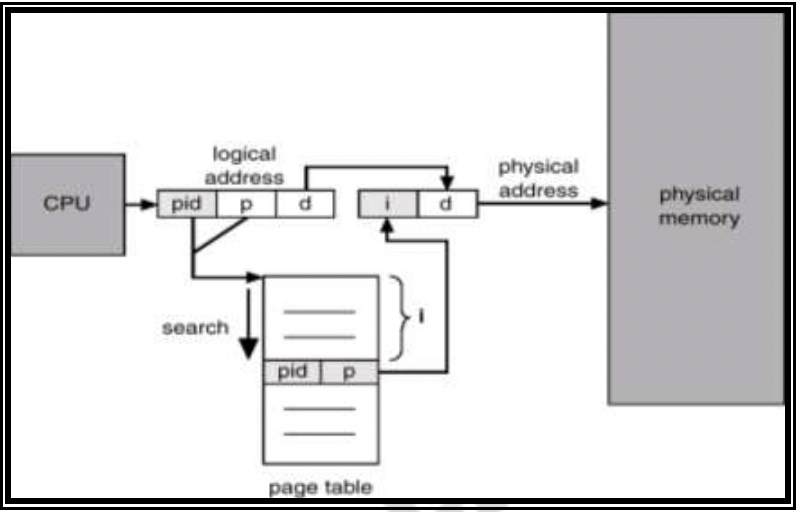 logical
address
physical
address
CPU
pid p d
i d
physical
memory
search
i
pid p
page table